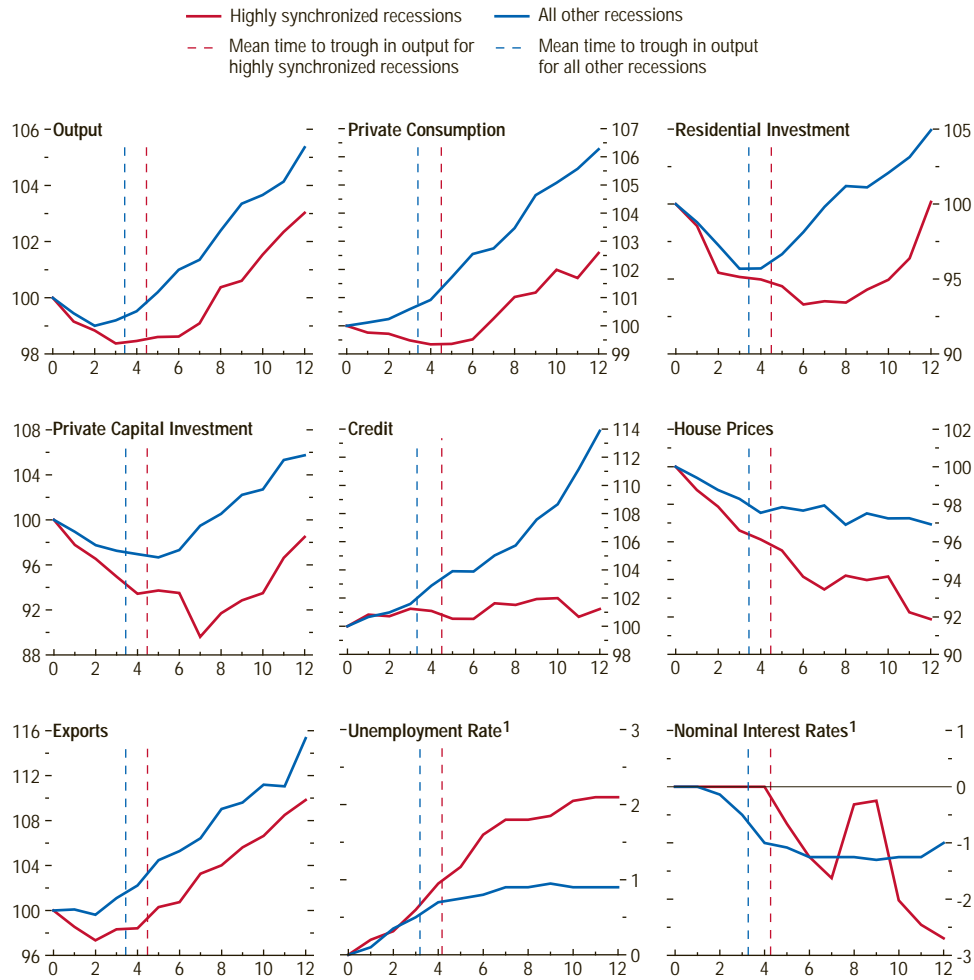 Highly synchronized recessions
All other recessions
Mean time to trough in output for
highly synchronized recessions
Mean time to trough in output
for all other recessions
Output
106
104
102
100
98
0 2 4 6 8 10 12
Private Consumption
107
106
105
104
103
102
101
100
99
0 2 4 6 8 10 12
Residential Investment
105
100
95
90
0 2 4 6 8 10 12
Private Capital Investment
108
104
100
96
92
88
0 2 4 6 8 10 12
Credit
114
112
110
108
106
104
102
100
98
0 2 4 6 8 10 12
House Prices
102
100
98
96
94
92
90
0 2 4 6 8 10 12
Exports
116
112
108
104
100
96
0 2 4 6 8 10 12
Unemployment Rate¹
3
2
1
0
0 2 4 6 8 10 12
Nominal Interest Rates¹
1
0
-1
-2
-3
0 2 4 6 8 10 12